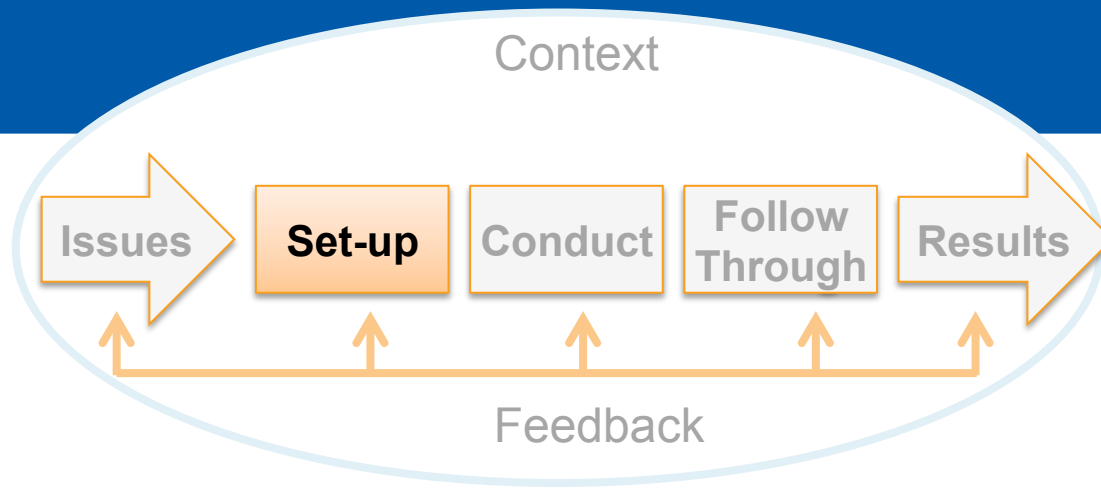 Context
Issues
Set-up
Conduct
Follow
Through
Results
Feedback